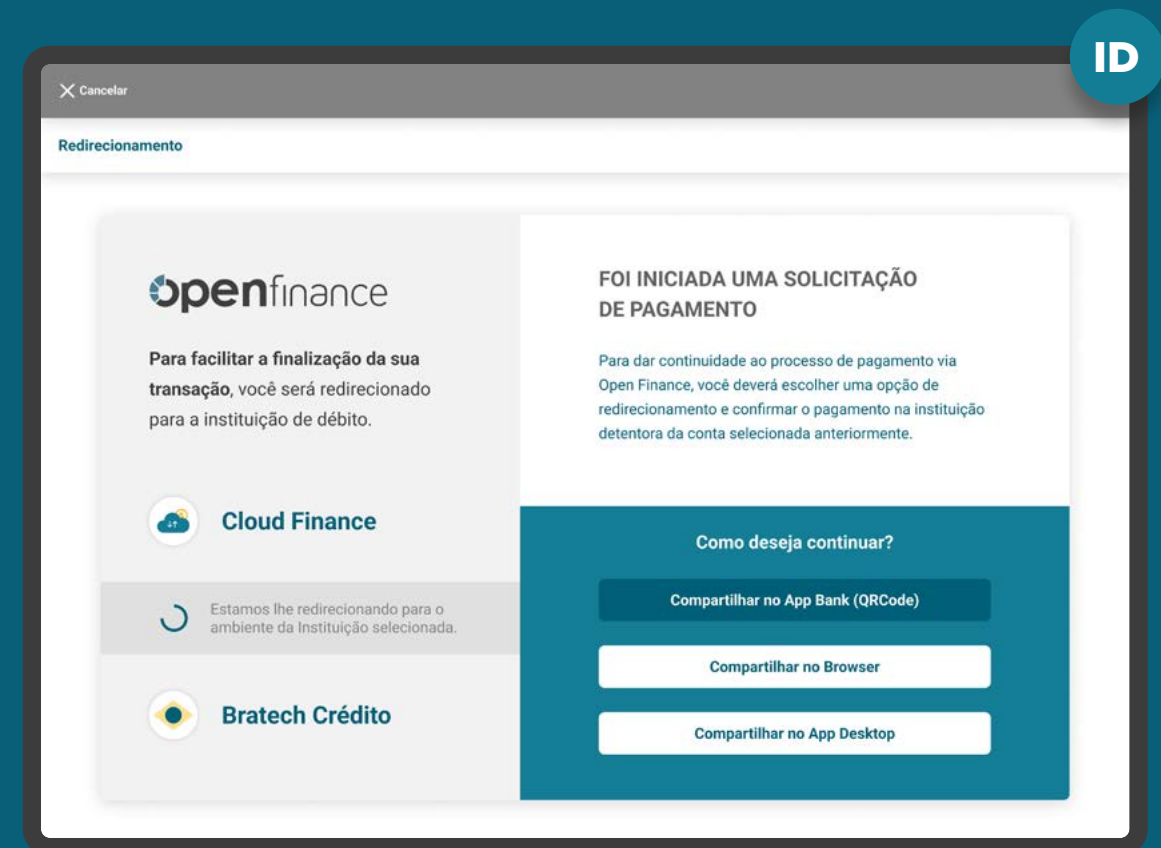 ID
Cancelar
Redirecionamento
openfinance
Para facilitar a finalização da sua
transação, você será redirecionado
para a instituição de débito.
Cloud Finance
Estamos lhe redirecionando para o
ambiente da Instituição selecionada.
Bratech Crédito
FOI INICIADA UMA SOLICITAÇÃO
DE PAGAMENTO
Para dar continuidade ao processo de pagamento via
Open Finance, você deverá escolher uma opção de
redirecionamento e confirmar o pagamento na instituição
detentora da conta selecionada anteriormente.
Como deseja continuar?
Compartilhar no App Bank (QRCode)
Compartilhar no Browser
Compartilhar no App Desktop